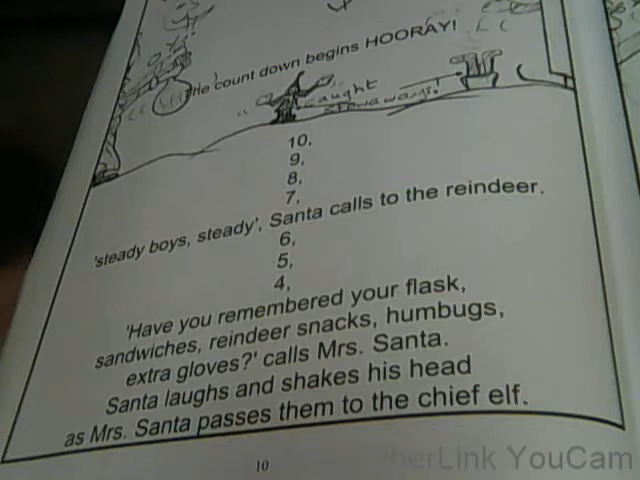 The count down begins HOORAY!
caught
stowaways!
10,
9,
8,
7,
'steady boys, steady', Santa calls to the reindeer.
6,
5,
4,
'Have you remembered your flask,
sandwiches, reindeer snacks, humbugs,
extra gloves?' calls Mrs. Santa.
Santa laughs and shakes his head
as Mrs. Santa passes them to the chief elf.
10
CyberLink YouCam